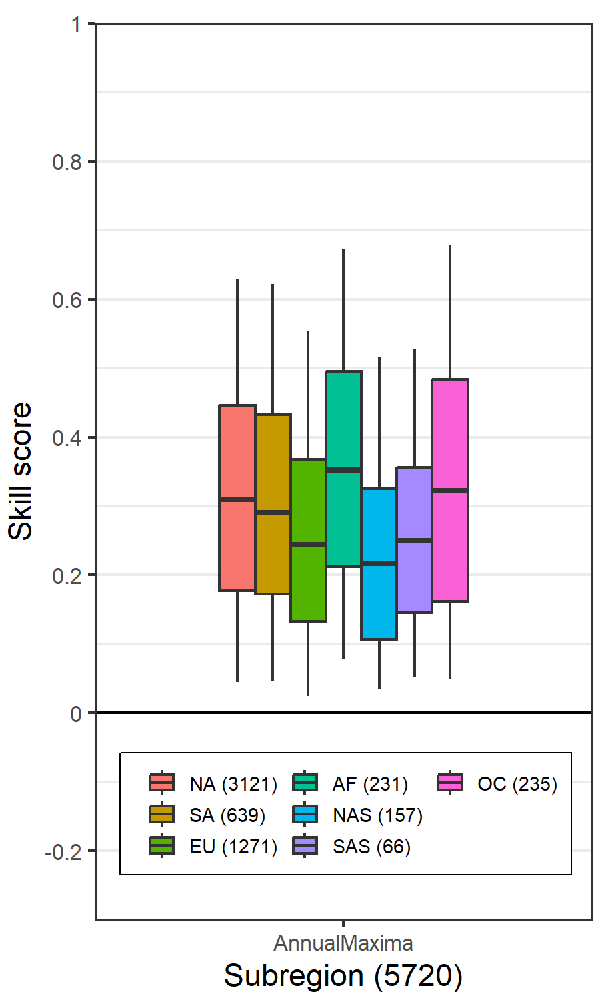 1
0.8
0.6
0.4
0.2
0
-0.2
Skill score
NA (3121) AF (231) OC (235)
SA (639) NAS (157)
EU (1271) SAS (66)
AnnualMaxima
Subregion (5720)